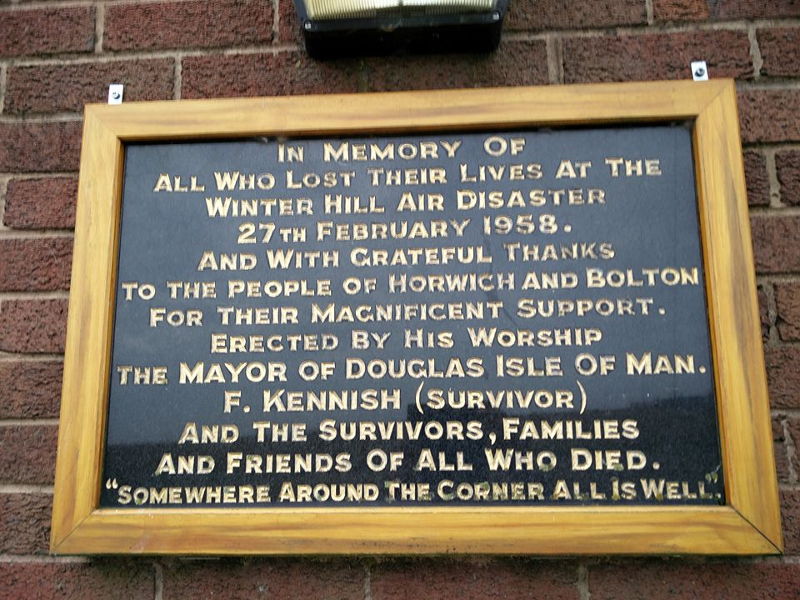 IN MEMORY OF
ALL WHO LOST THEIR LIVES AT THE
WINTER HILL AIR DISASTER
27TH FEBRUARY 1958.
AND WITH GRATEFUL THANKS
TO THE PEOPLE OF HORWICH AND BOLTON
FOR THEIR MAGNIFICENT SUPPORT.
ERECTED BY HIS WORSHIP
THE MAYOR OF DOUGLAS ISLE OF MAN.
F. KENNISH (SURVIVOR)
AND THE SURVIVORS, FAMILIES
AND FRIENDS OF ALL WHO DIED.
"SOMEWHERE AROUND THE CORNER ALL IS WELL".